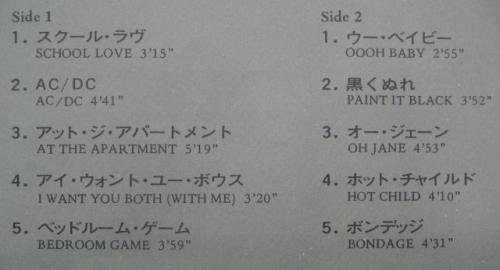 Side 1
1. スクール・ラヴ
SCHOOL LOVE 3'15"
2. AC/DC
AC/DC 4'41"
3. アット・ジ・アパートメント
AT THE APARTMENT 5'19"
4. アイ・ウォント・ユー・ボウス
I WANT YOU BOTH (WITH ME) 3'20"
5. ベッドルーム・ゲーム
BEDROOM GAME 3'59"
Side 2
1. ウー・ベイビー
OOOH BABY 2'55"
2. 黒くぬれ
PAINT IT BLACK 3'52"
3. オー・ジェーン
OH JANE 4'53"
4. ホット・チャイルド
HOT CHILD 4'10"
5. ボンデッジ
BONDAGE 4'31"